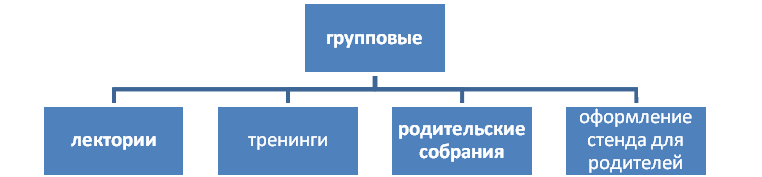 групповые
лектории
тренинги
родительские
собрания
оформление
стенда для
родителей